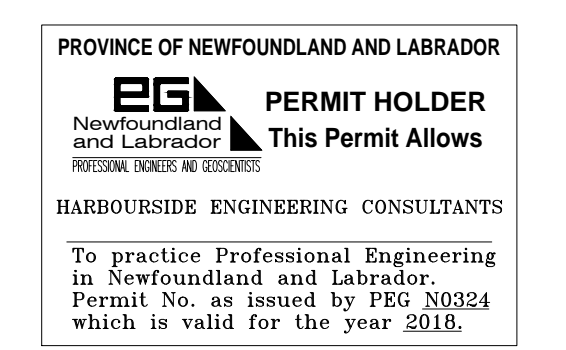 PROVINCE OF NEWFOUNDLAND AND LABRADOR
PEG
Newfoundland
and Labrador
PROFESSIONAL ENGINEERS AND GEOSCIENTISTS
PERMIT HOLDER
This Permit Allows
HARBOURSIDE ENGINEERING CONSULTANTS
To practice Professional Engineering
in Newfoundland and Labrador.
Permit No. as issued by PEG N0324
which is valid for the year 2018.